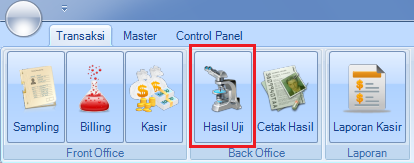 Transaksi Master Control Panel
Sampling Billing Kasir Hasil Uji Cetak Hasil Laporan Kasir
Front Office Back Office Laporan